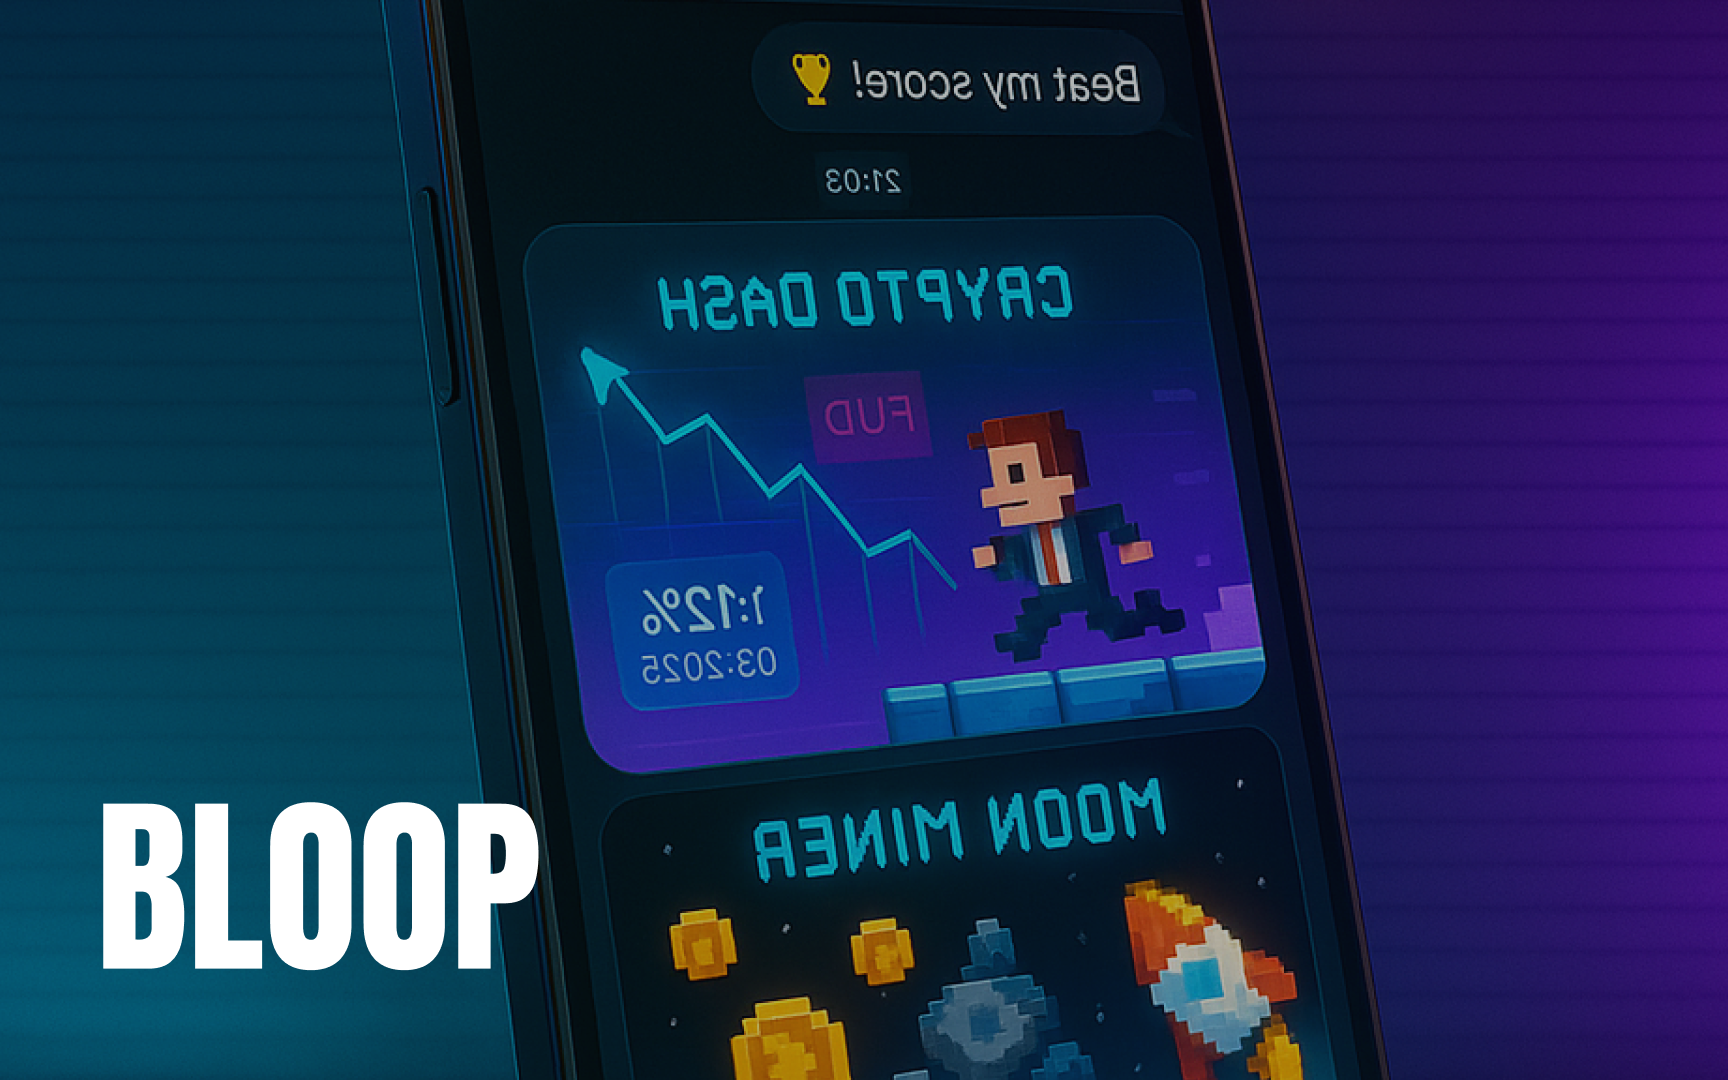 Beat my score!
21:03
CRYPTO DASH
FUD
1:12%
03:2025
MOON MINER
BLOOP